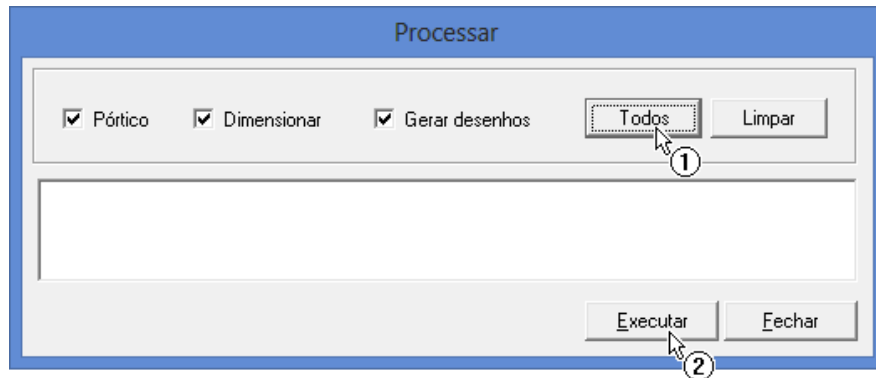 Processar
Pórtico Dimensionar Gerar desenhos Todos Limpar
1
Executar Fechar
2